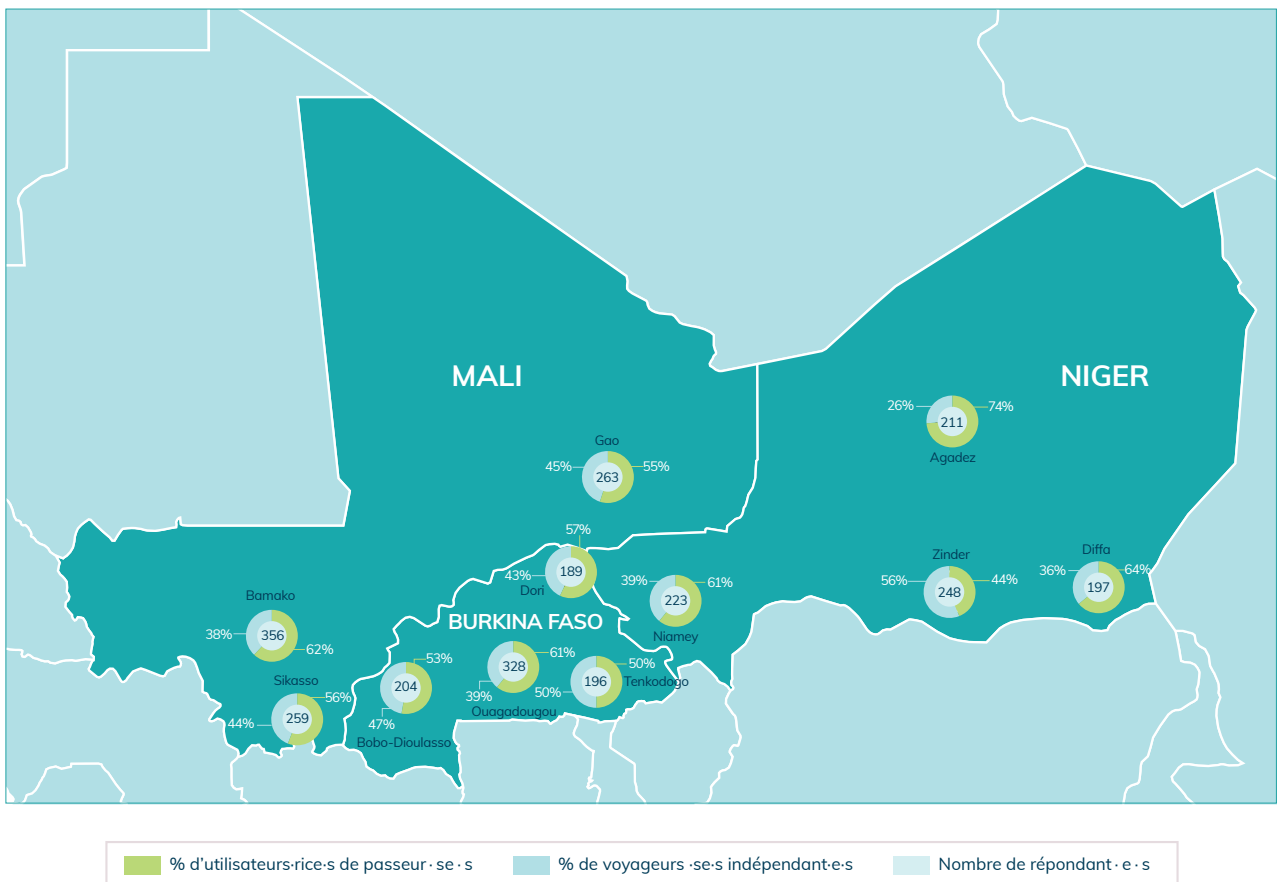 MALI
NIGER
26%
74%
211
Agadez
Gao
45%
55%
263
57%
43%
189
Dori
39%
61%
223
Niamey
Zinder
56%
44%
248
Diffa
36%
64%
197
Bamako
38%
356
62%
BURKINA FASO
Sikasso
56%
44%
259
53%
204
47%
Bobo-Dioulasso
61%
328
39%
Ouagadougou
50%
196
Tenkodogo
50%
% d'utilisateurs·rice·s de passeur·se·s
% de voyageurs ·se·s indépendant·e·s
Nombre de répondant·e·s